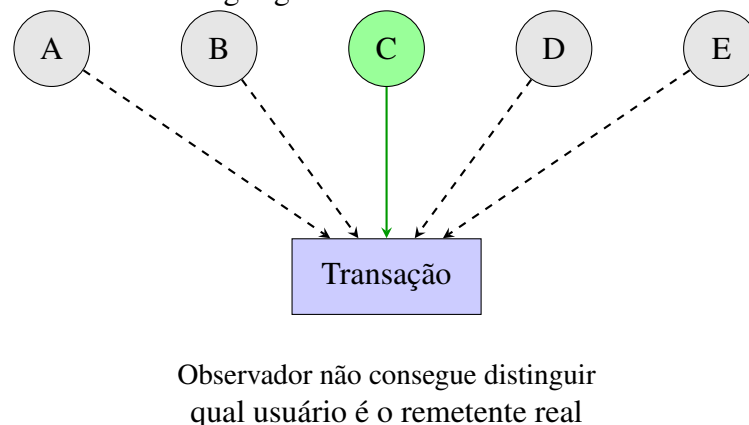 A B C D E
Transação
Observador não consegue distinguir
qual usuário é o remetente real